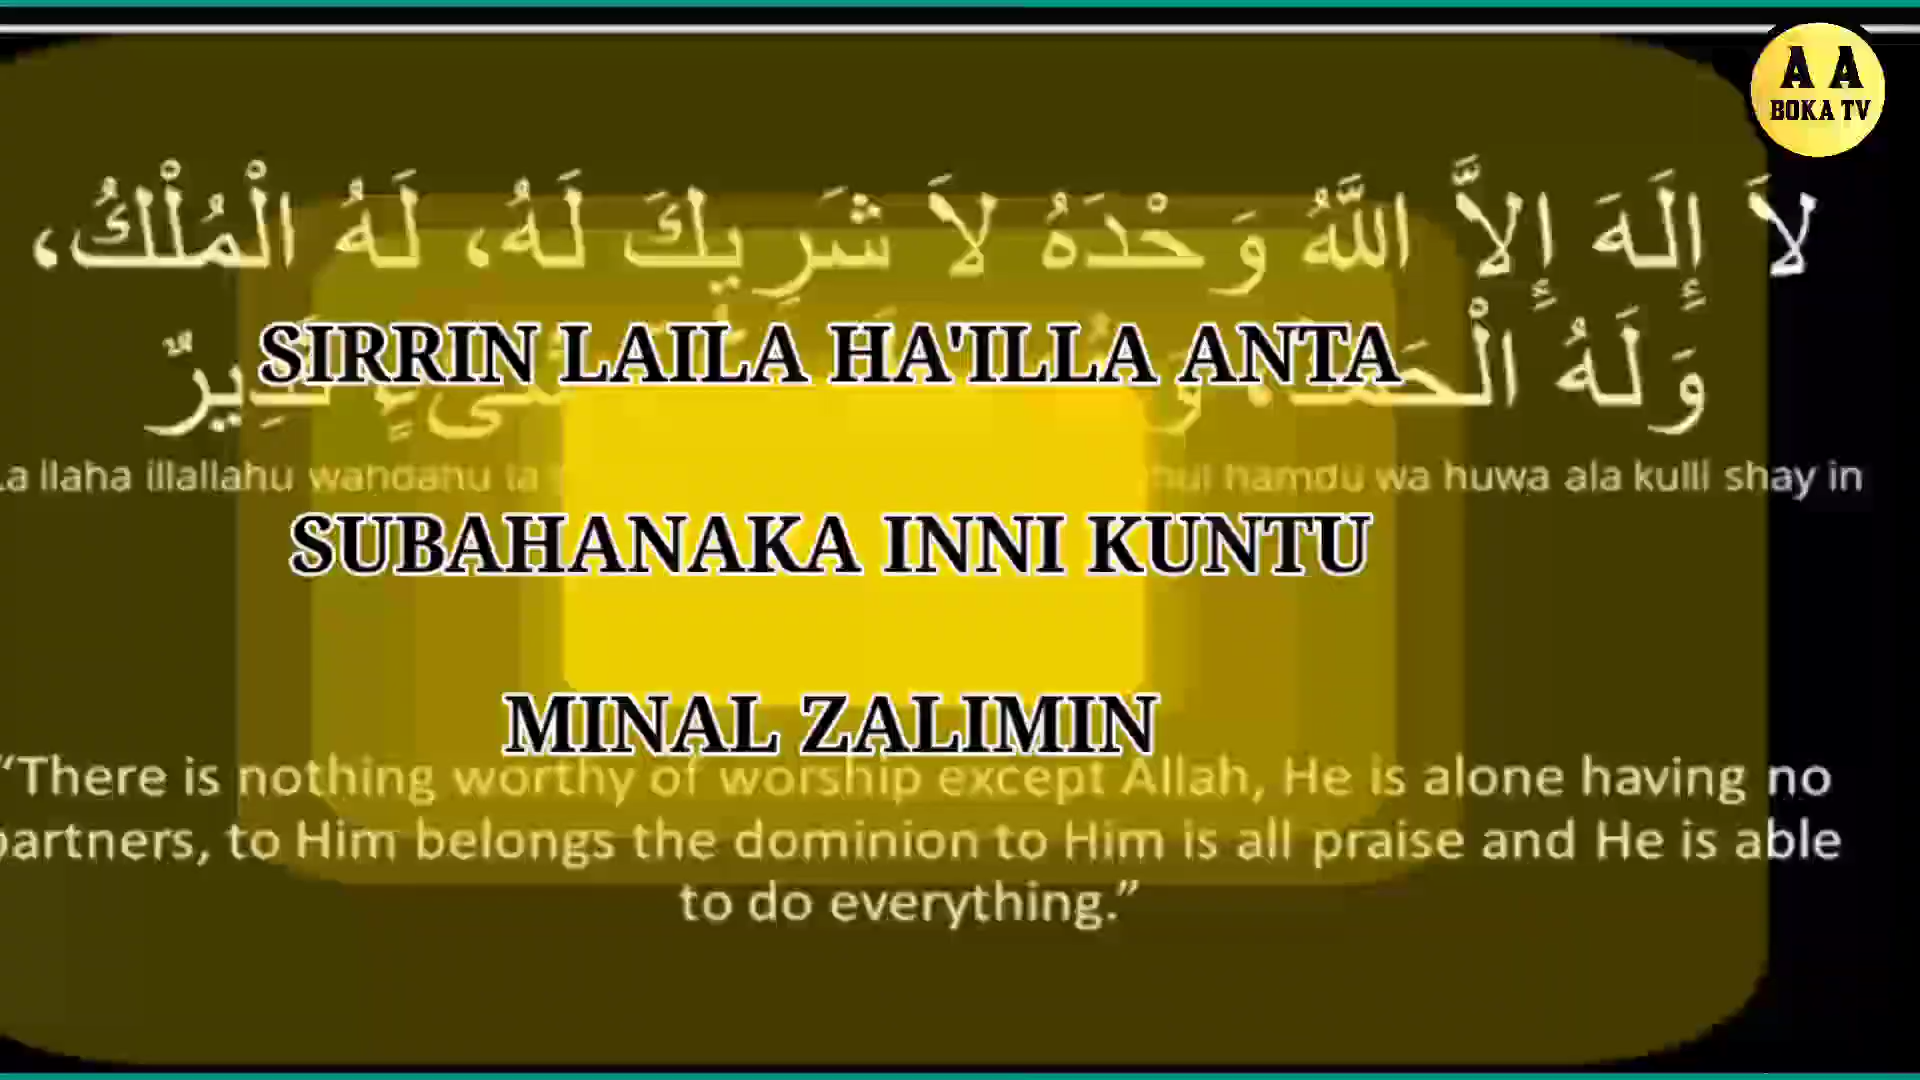 A A
BOKA TV
لاَ إِلَهَ إِلاَّ اللَّهُ وَحْدَهُ لاَ شَرِيكَ لَهُ، لَهُ الْمُلْكُ،
وَلَهُ الْحَمْدُ، شَىْءٍ قَدِيرٌ
SIRRIN LAILA HA'ILLA ANTA
La ilaha illallahu wahdahu la hul hamdu wa huwa ala kulli shay in
SUBAHANAKA INNI KUNTU
MINAL ZALIMIN
“There is nothing worthy of worship except Allah, He is alone having no
partners, to Him belongs the dominion to Him is all praise and He is able
to do everything.”